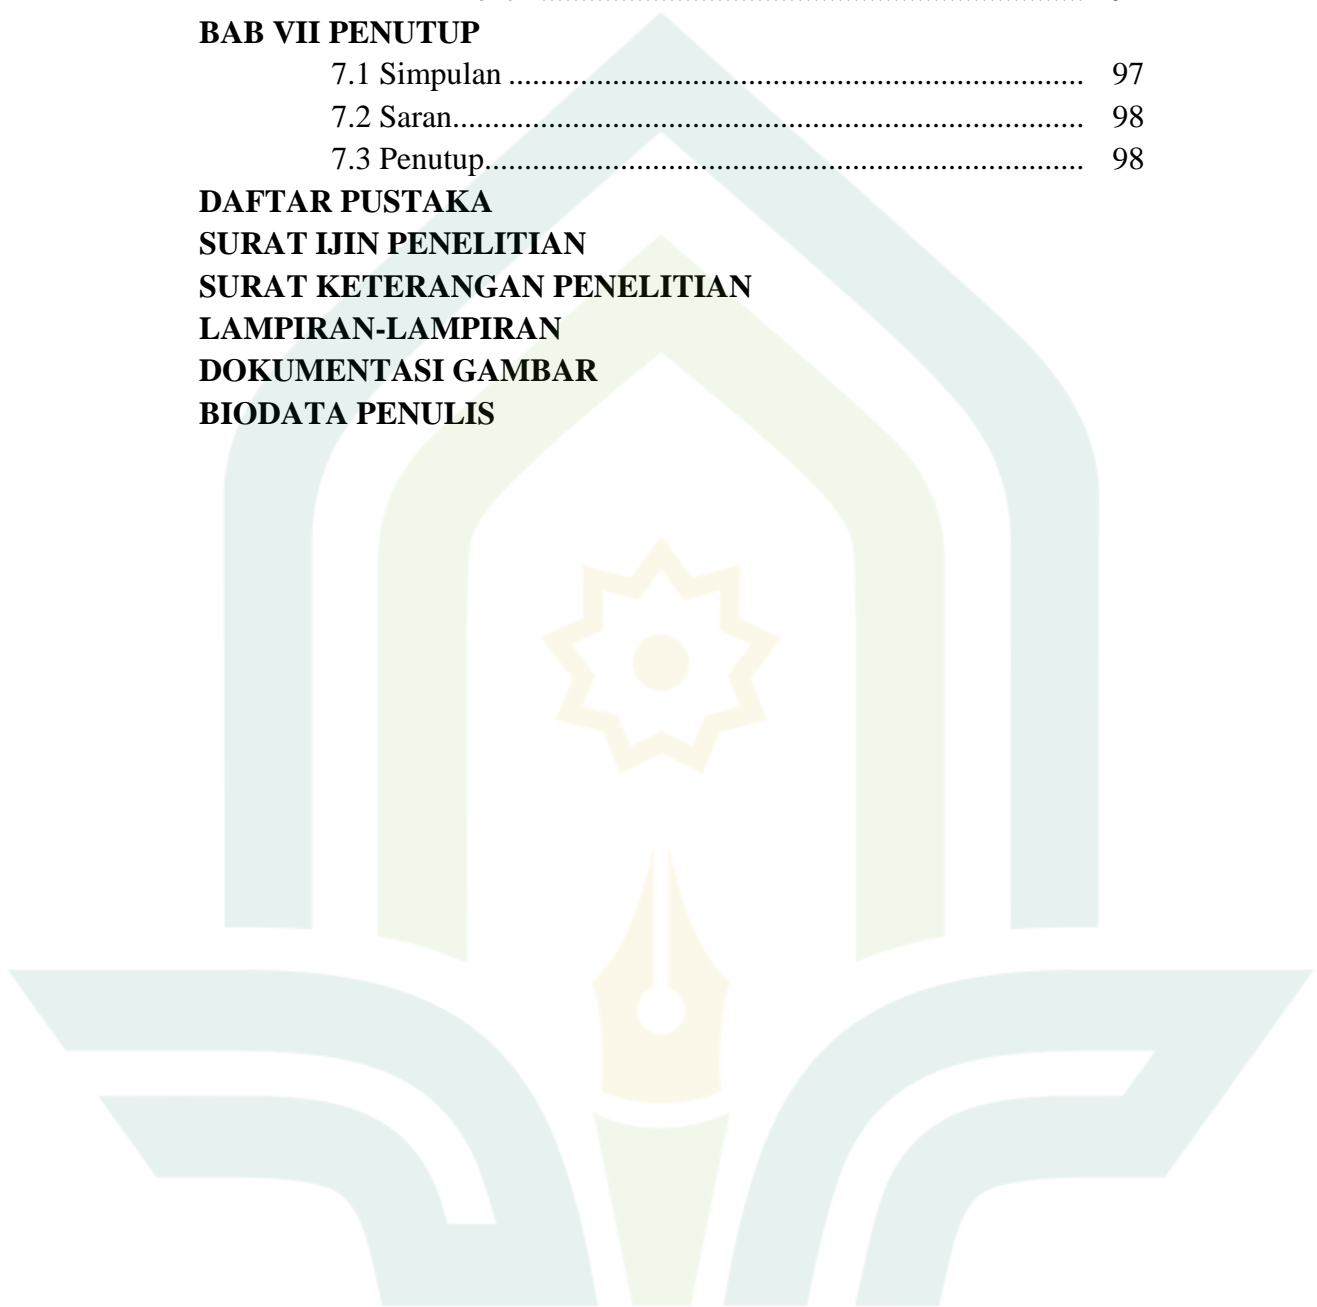 BAB VII PENUTUP
7.1 Simpulan ........................................................................ 97
7.2 Saran............................................................................... 98
7.3 Penutup........................................................................... 98
DAFTAR PUSTAKA
SURAT IJIN PENELITIAN
SURAT KETERANGAN PENELITIAN
LAMPIRAN-LAMPIRAN
DOKUMENTASI GAMBAR
BIODATA PENULIS